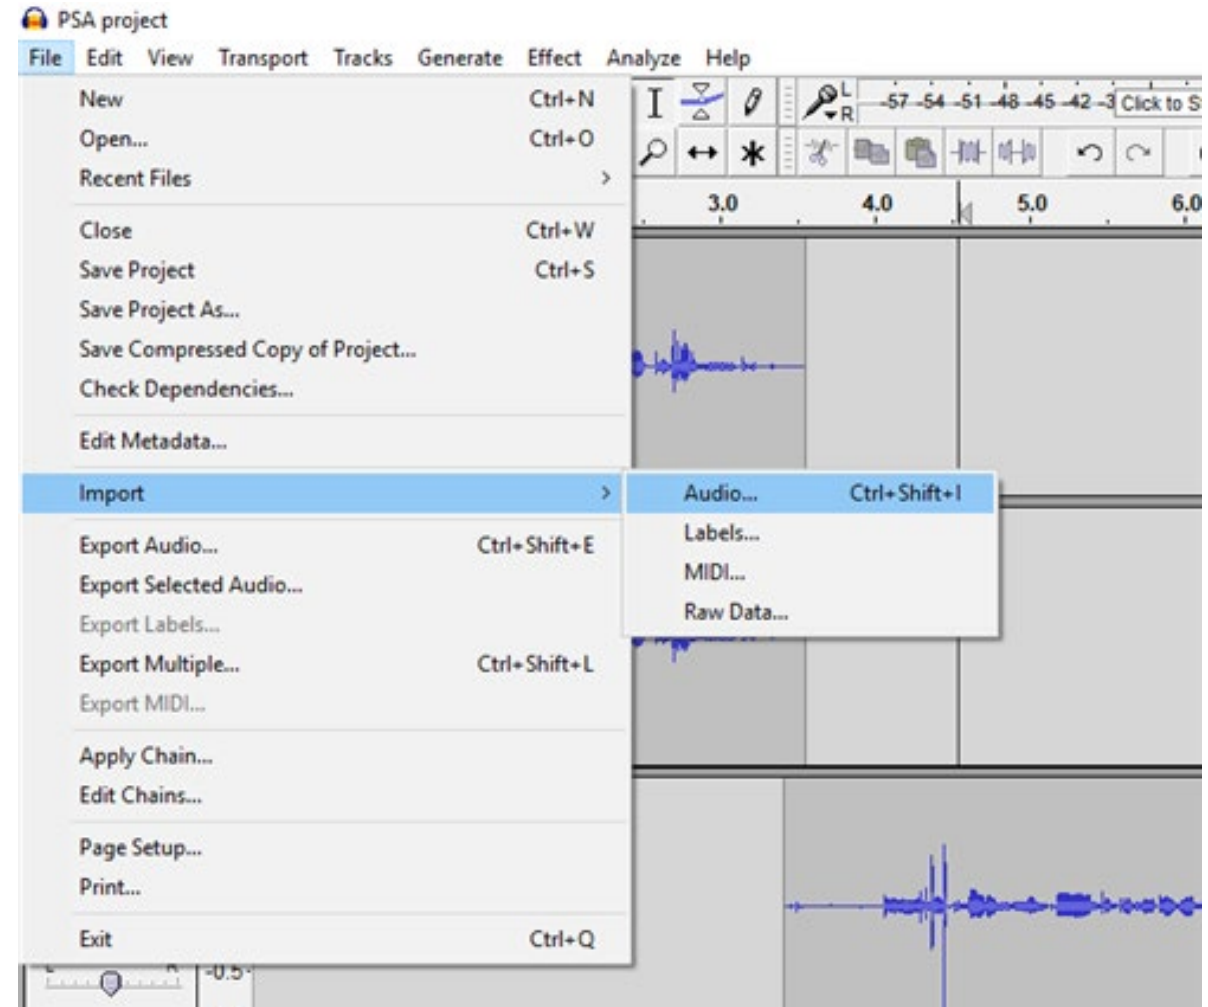 PSA project
File Edit View Transport Tracks Generate Effect Analyze Help
New Ctrl+N
Open... Ctrl+O
Recent Files >
Close Ctrl+W
Save Project Ctrl+S
Save Project As...
Save Compressed Copy of Project...
Check Dependencies...
Edit Metadata...
Import >
Export Audio... Ctrl+Shift+E
Export Selected Audio...
Export Labels...
Export Multiple... Ctrl+Shift+L
Export MIDI...
Apply Chain...
Edit Chains...
Page Setup...
Print...
Exit Ctrl+Q
Audio... Ctrl+Shift+I
Labels...
MIDI...
Raw Data...
L
R
-57 -54 -51 -48 -45 -42 -3 Click to S
3.0 4.0 5.0 6.0
L R -0.5